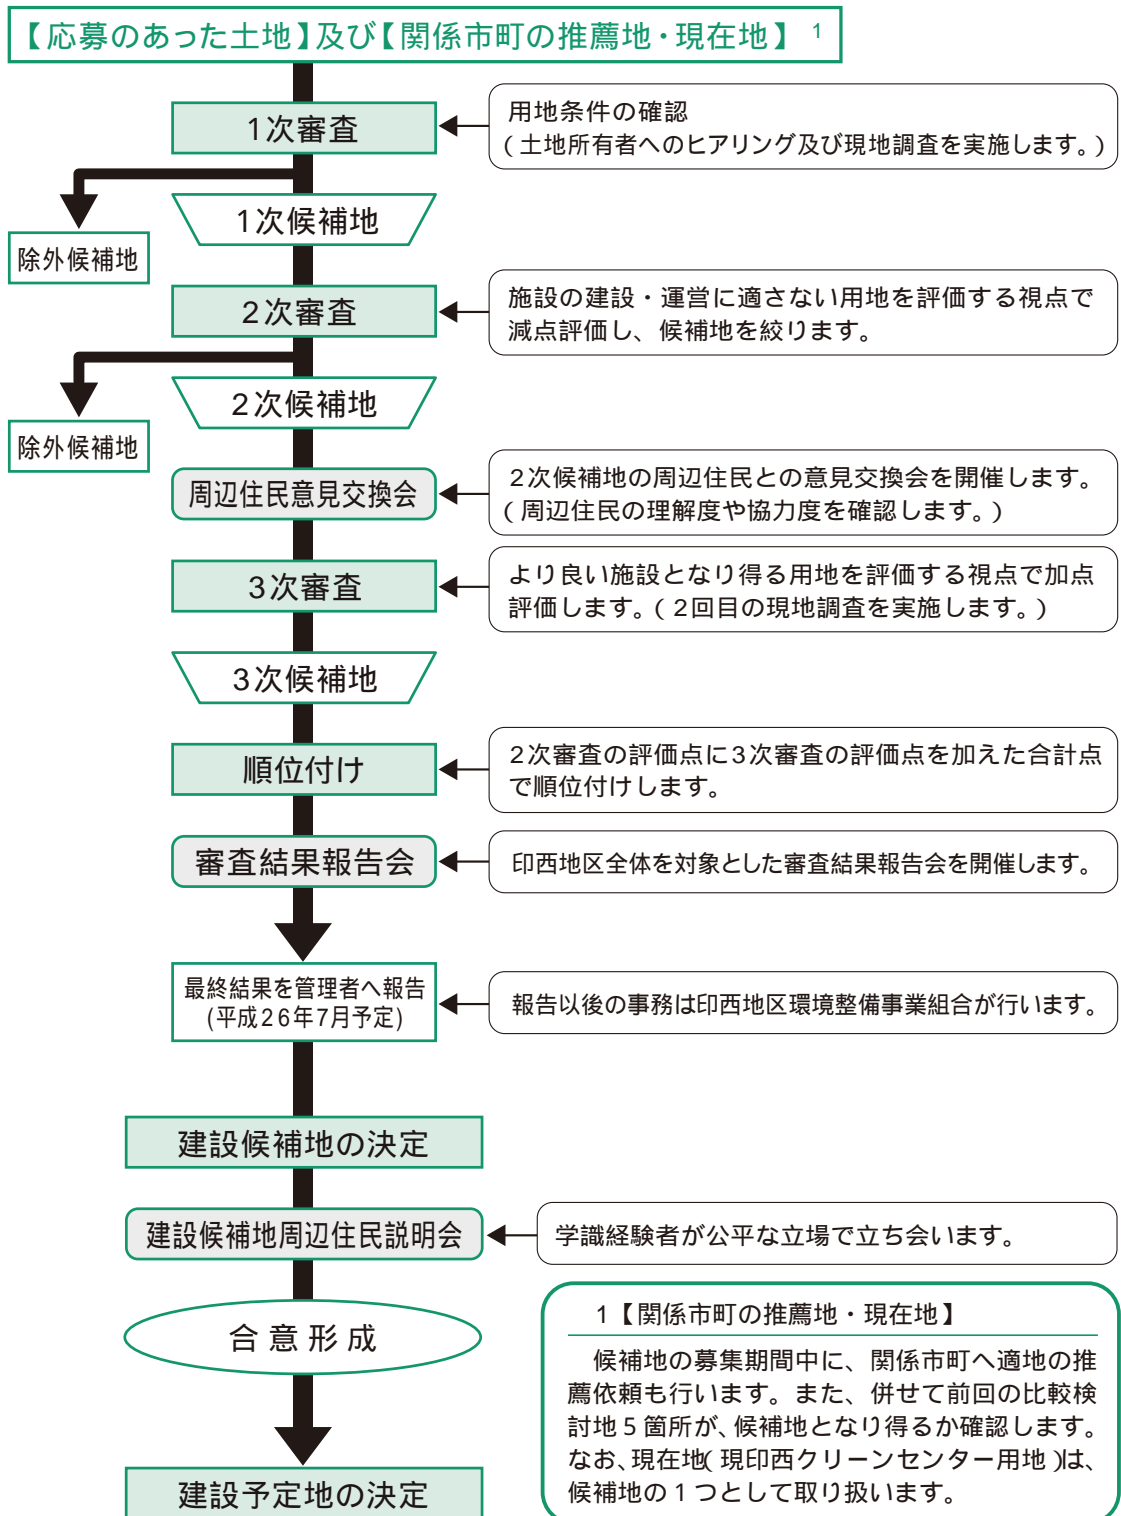 【応募のあった土地】及び【関係市町の推薦地・現在地】 1
1次審査
用地条件の確認
(土地所有者へのヒアリング及び現地調査を実施します。)
1次候補地
除外候補地
2次審査
施設の建設・運営に適さない用地を評価する視点で
減点評価し、候補地を絞ります。
2次候補地
除外候補地
周辺住民意見交換会
2次候補地の周辺住民との意見交換会を開催します。
(周辺住民の理解度や協力度を確認します。)
3次審査
より良い施設となり得る用地を評価する視点で加点
評価します。(2回目の現地調査を実施します。)
3次候補地
順位付け
2次審査の評価点に3次審査の評価点を加えた合計点
で順位付けします。
審査結果報告会
印西地区全体を対象とした審査結果報告会を開催します。
最終結果を管理者へ報告
(平成26年7月予定)
報告以後の事務は印西地区環境整備事業組合が行います。
建設候補地の決定
建設候補地周辺住民説明会
学識経験者が公平な立場で立ち会います。
合意形成
建設予定地の決定
1【関係市町の推薦地・現在地】
候補地の募集期間中に、関係市町へ適地の推
薦依頼も行います。また、併せて前回の比較検
討地5箇所が、候補地となり得るか確認します。
なお、現在地(現印西クリーンセンター用地)は、
候補地の1つとして取り扱います。